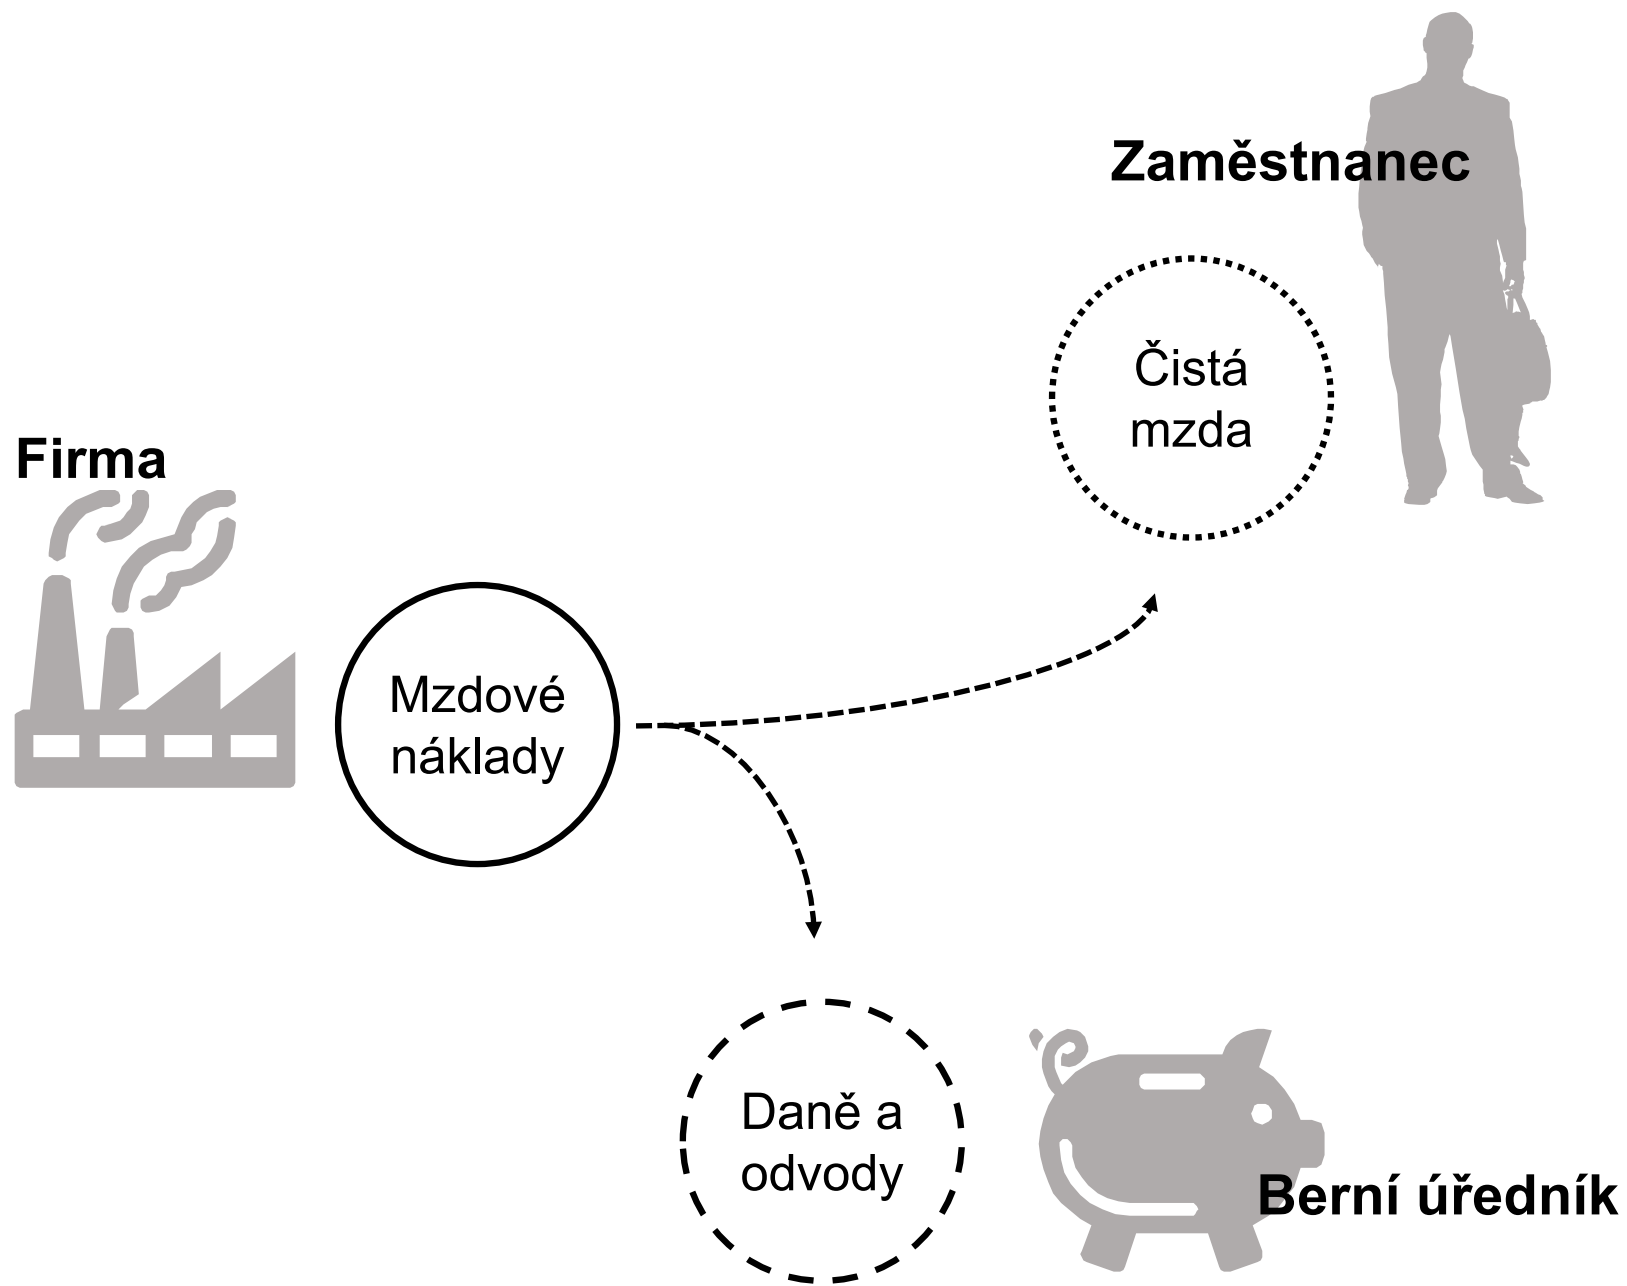 Zaměstnanec
Čistá
mzda
Firma
Mzdové
náklady
Daně a
odvody
Berní úředník